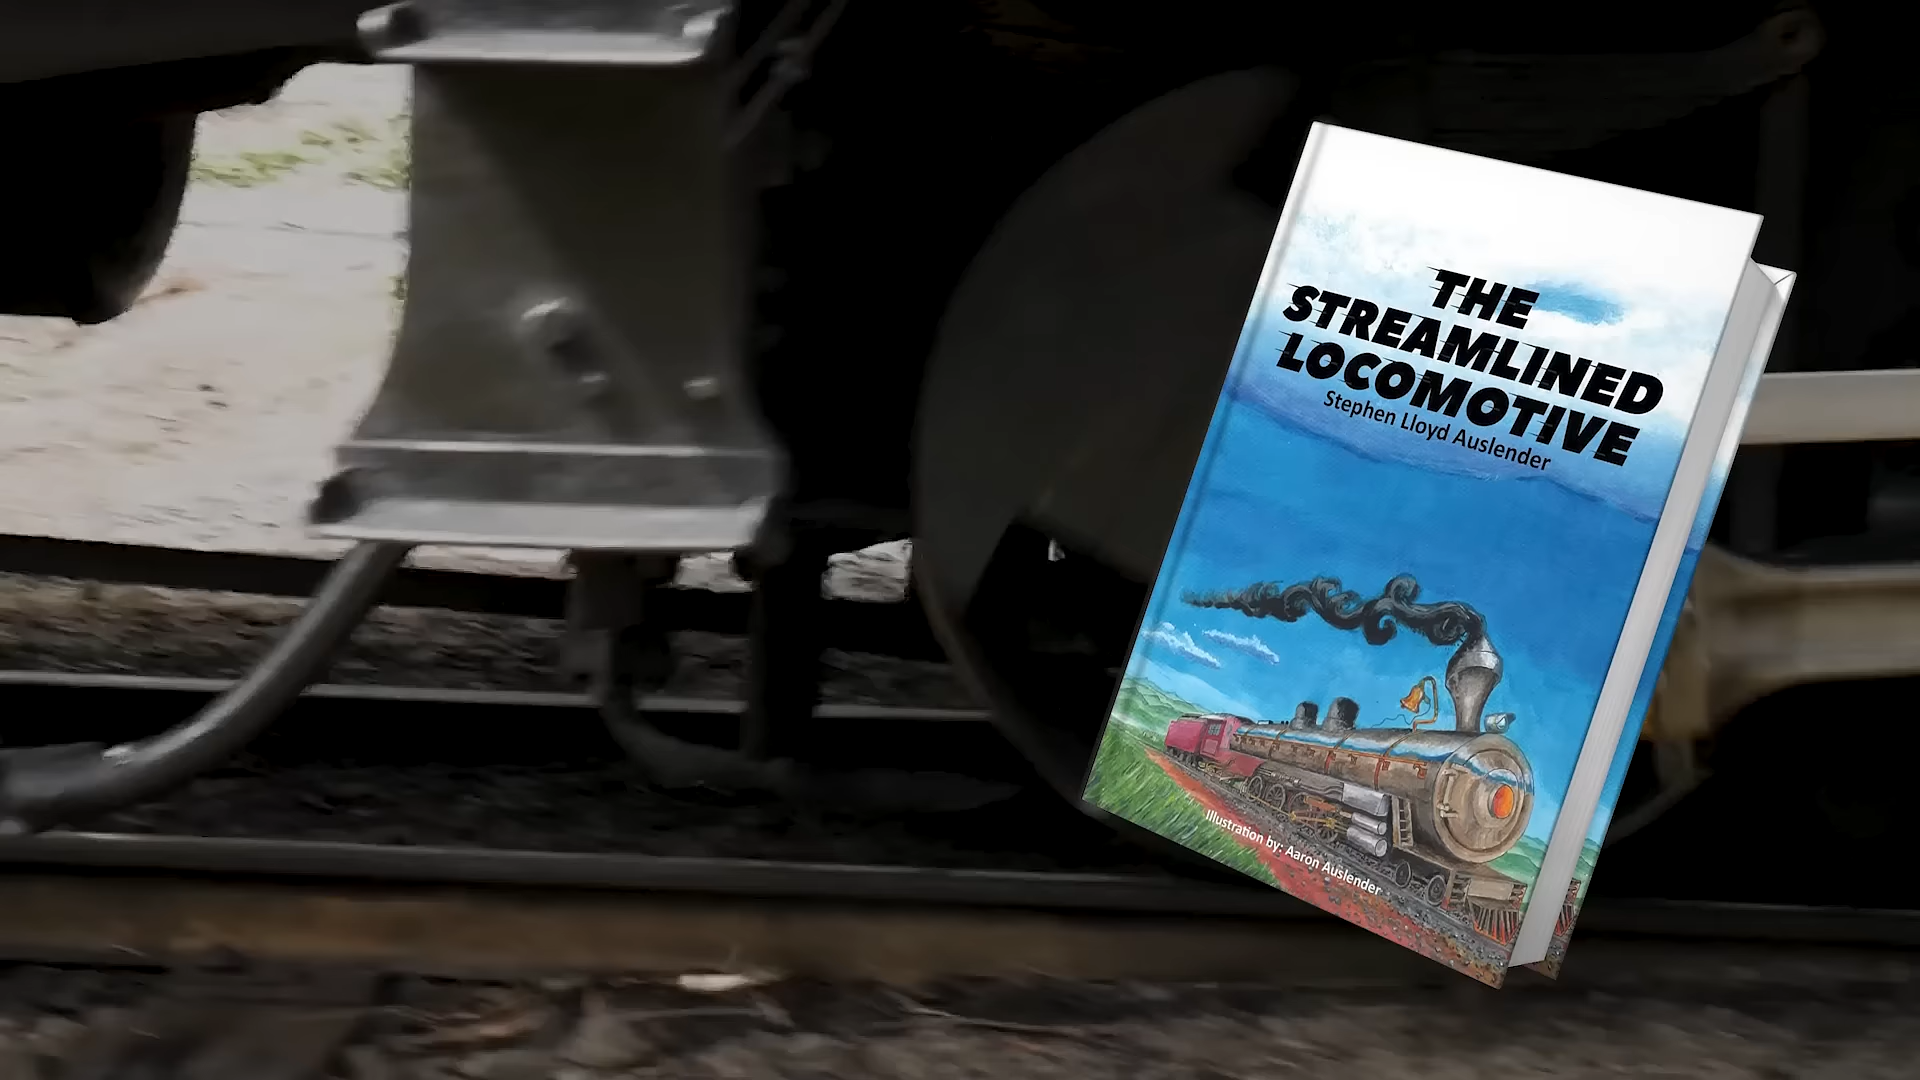 THE
STREAMLINED
LOCOMOTIVE
Stephen Lloyd Auslender
Illustration by: Aaron Auslender